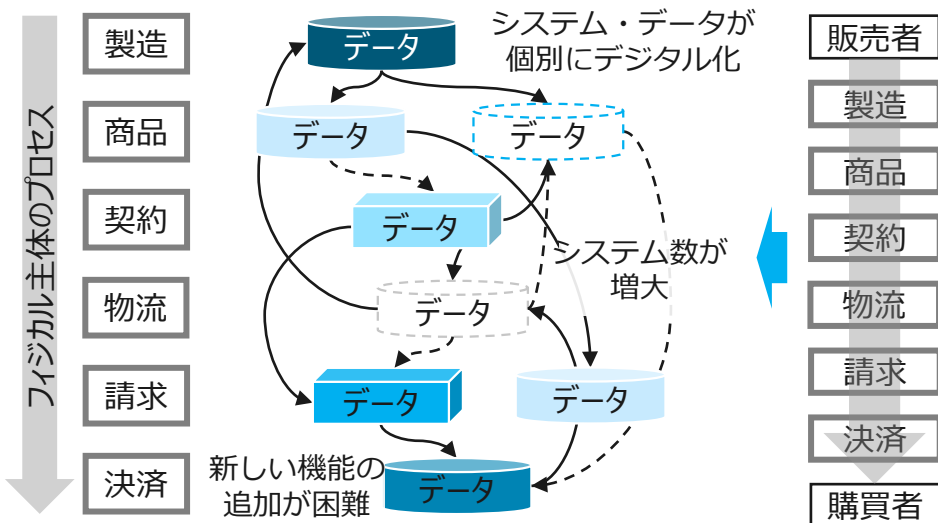 フィジカル主体のプロセス
製造
商品
契約
物流
請求
決済
システム・データが
個別にデジタル化
データ
データ
データ
データ
システム数が
増大
データ
データ
データ
新しい機能の
追加が困難
データ
販売者
製造
商品
契約
物流
請求
決済
購買者